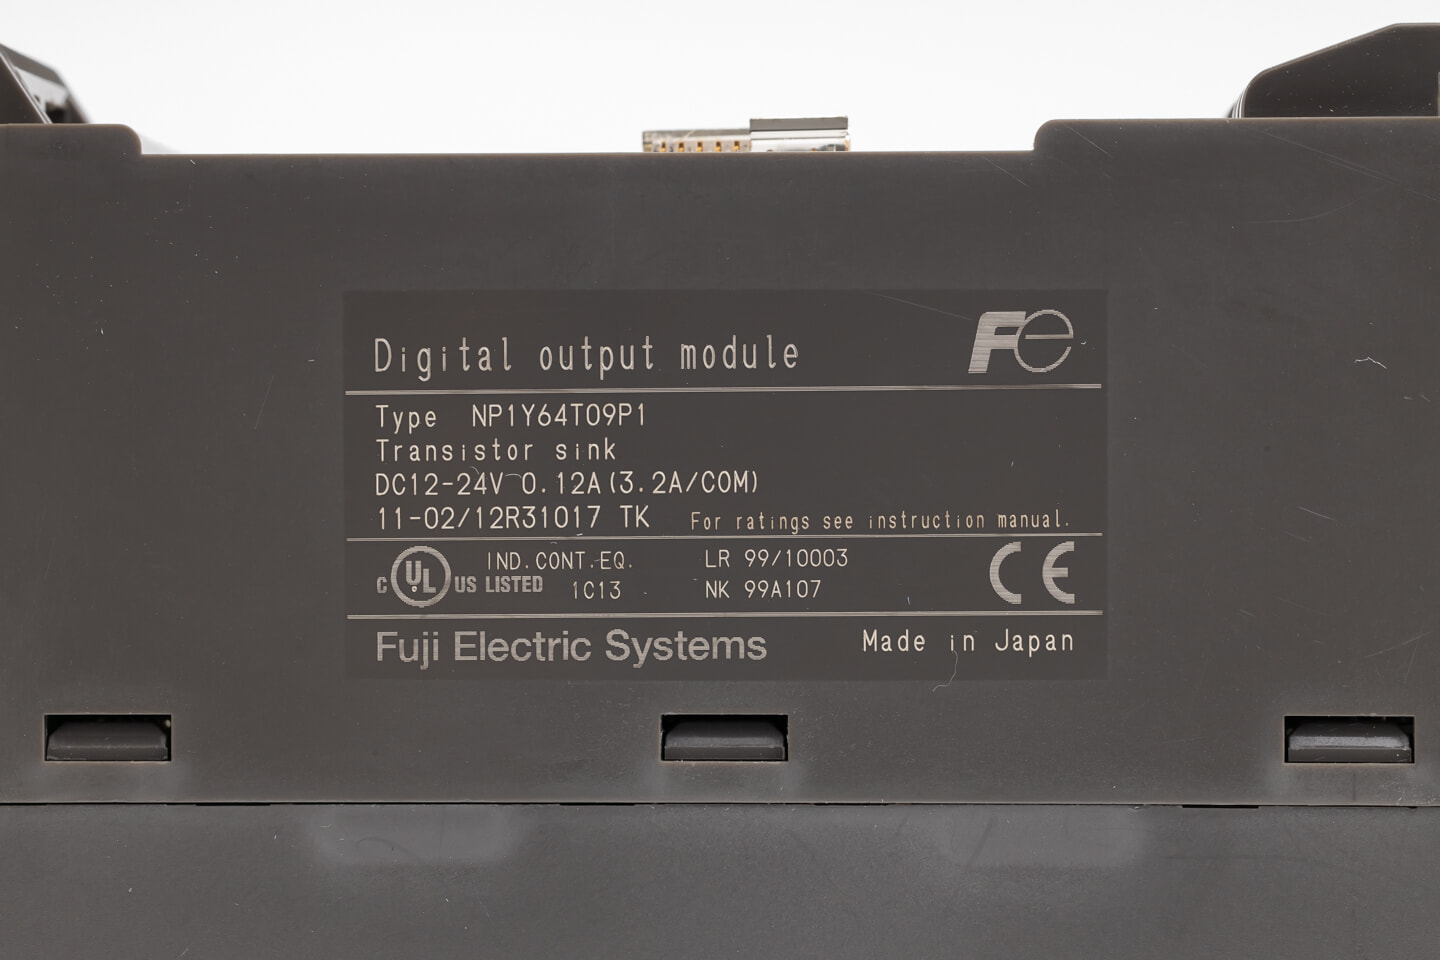 Digital output module
Fe
Type NP1Y64T09P1
Transistor sink
DC12-24V 0.12A(3.2A/COM)
11-02/12R31017 TK For ratings see instruction manual.
C UL US LISTED IND.CONT.EQ. 1C13
LR 99/10003
NK 99A107
CE
Fuji Electric Systems
Made in Japan